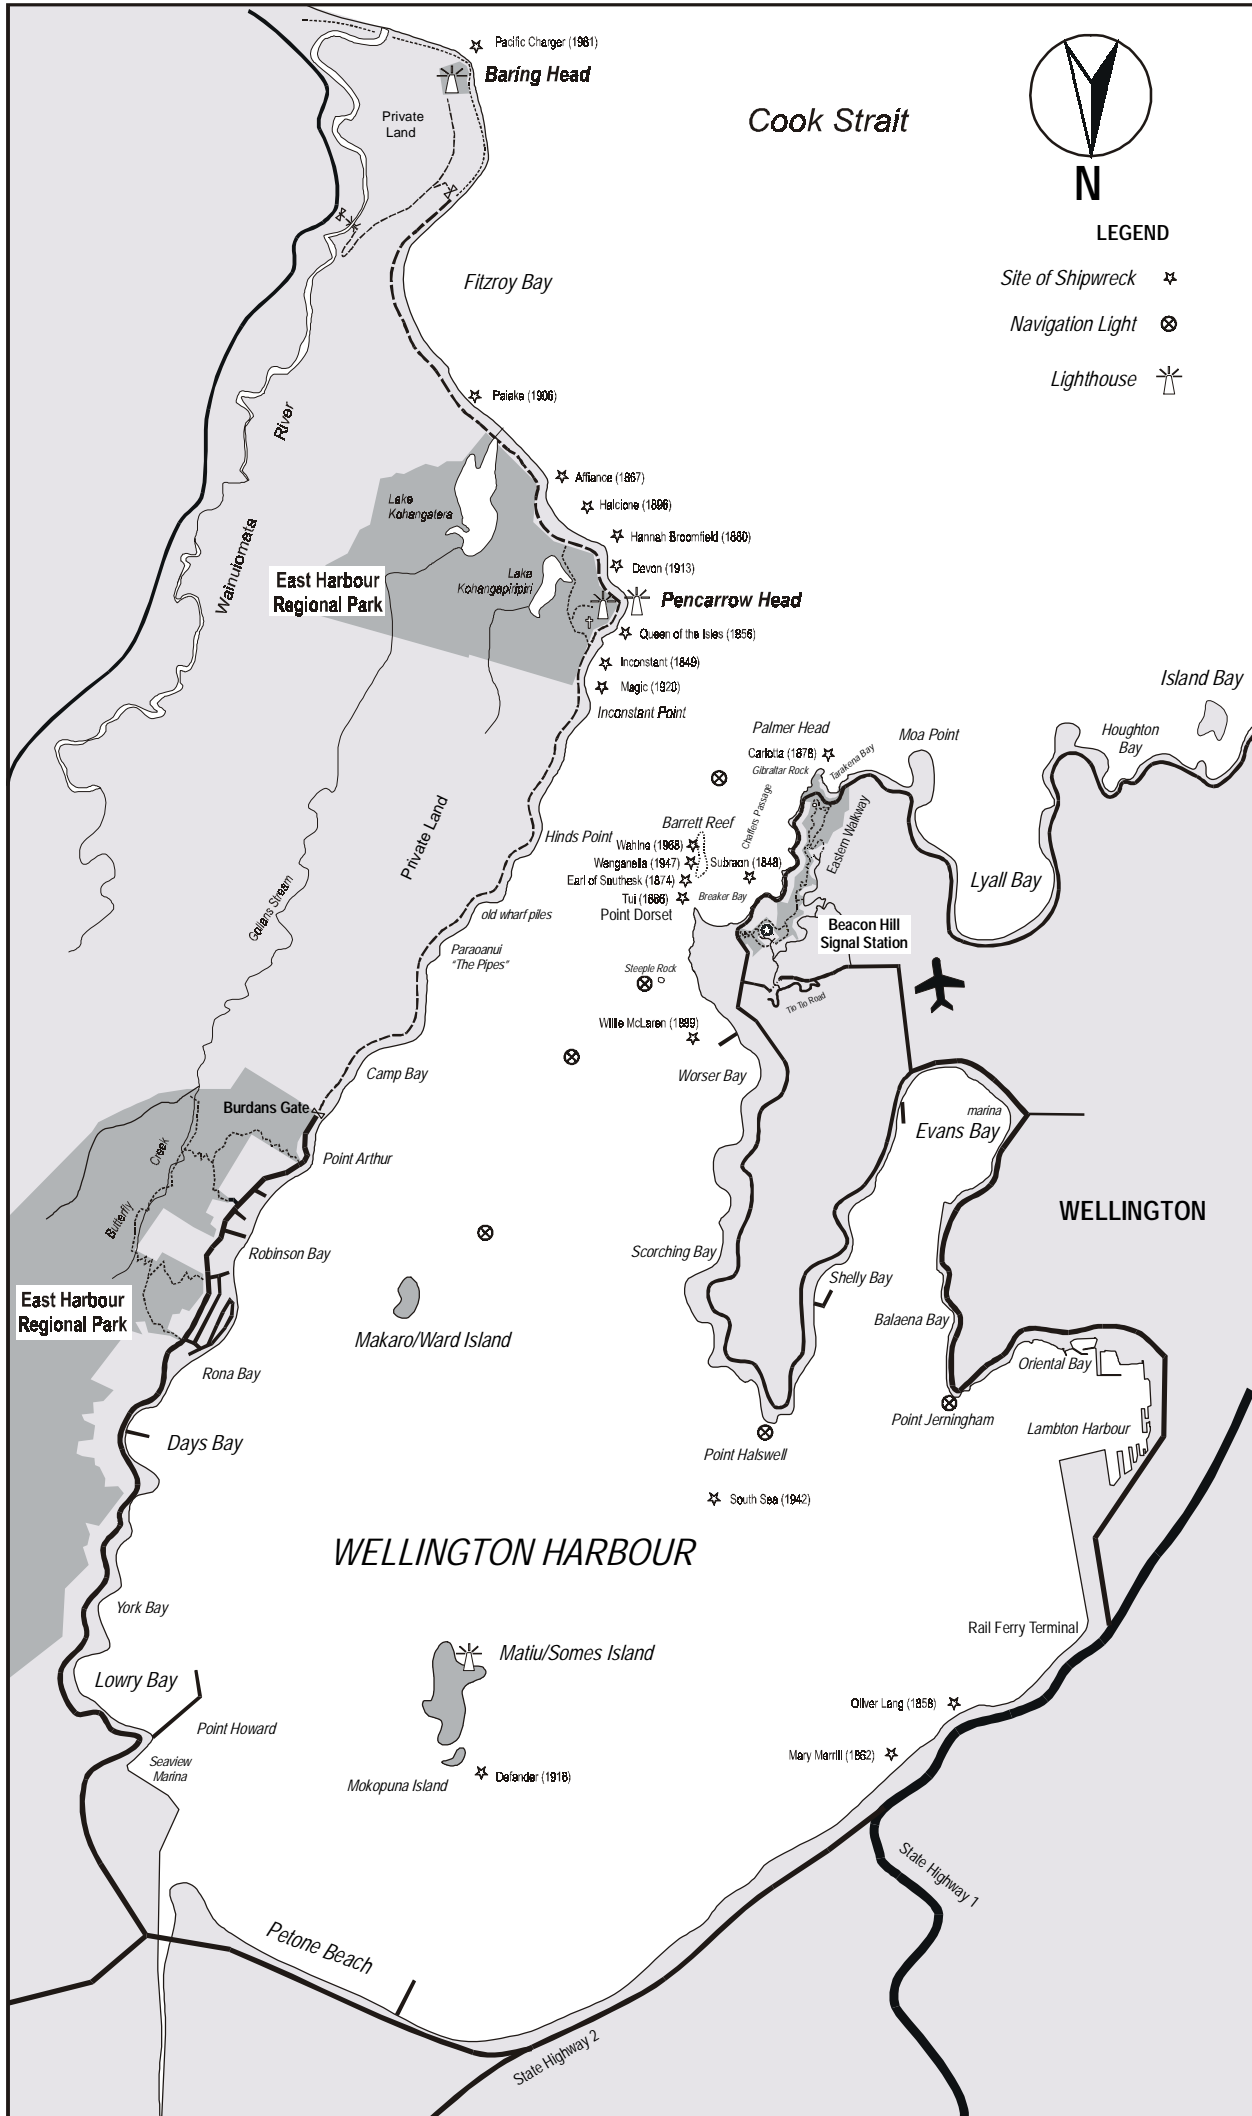 Pacific Charger (1981)
Baring Head
Private
Land
Cook Strait
N
LEGEND
Site of Shipwreck
Navigation Light
Lighthouse
Fitzroy Bay
Paiaka (1906)
Wainuiomata
River
Affiance (1867)
Lake
Kohangatera
Halcione (1896)
Hannah Broomfield (1880)
Devon (1913)
Lake
Kohangapiripiri
East Harbour
Regional Park
Pencarrow Head
Queen of the Isles (1856)
Inconstant (1849)
Magic (1920)
Inconstant Point
Island Bay
Palmer Head
Moa Point
Houghton
Bay
Carlotta (1878)
Tarakena Bay
Gibraltar Rock
Chaffers Passage
Private Land
Hinds Point
Barrett Reef
Wahine (1968)
Wanganella (1947)
Subraon (1848)
Earl of Southesk (1874)
Tui (1886)
Breaker Bay
Eastern Walkway
Lyall Bay
Gollans Stream
old wharf piles
Point Dorset
Beacon Hill
Signal Station
Paraoanui
"The Pipes"
Steeple Rock
Tio Tio Road
Willie McLaren (1889)
Camp Bay
Worser Bay
Burdans Gate
marina
Evans Bay
Creek
Butterfly
Point Arthur
WELLINGTON
Robinson Bay
Scorching Bay
Shelly Bay
East Harbour
Regional Park
Makaro/Ward Island
Balaena Bay
Rona Bay
Oriental Bay
Days Bay
Point Jerningham
Lambton Harbour
Point Halswell
South Sea (1942)
WELLINGTON HARBOUR
York Bay
Rail Ferry Terminal
Matiu/Somes Island
Lowry Bay
Oliver Lang (1858)
Point Howard
Mary Merrill (1862)
Seaview
Marina
Mokopuna Island
Defender (1918)
State Highway 1
Petone Beach
State Highway 2